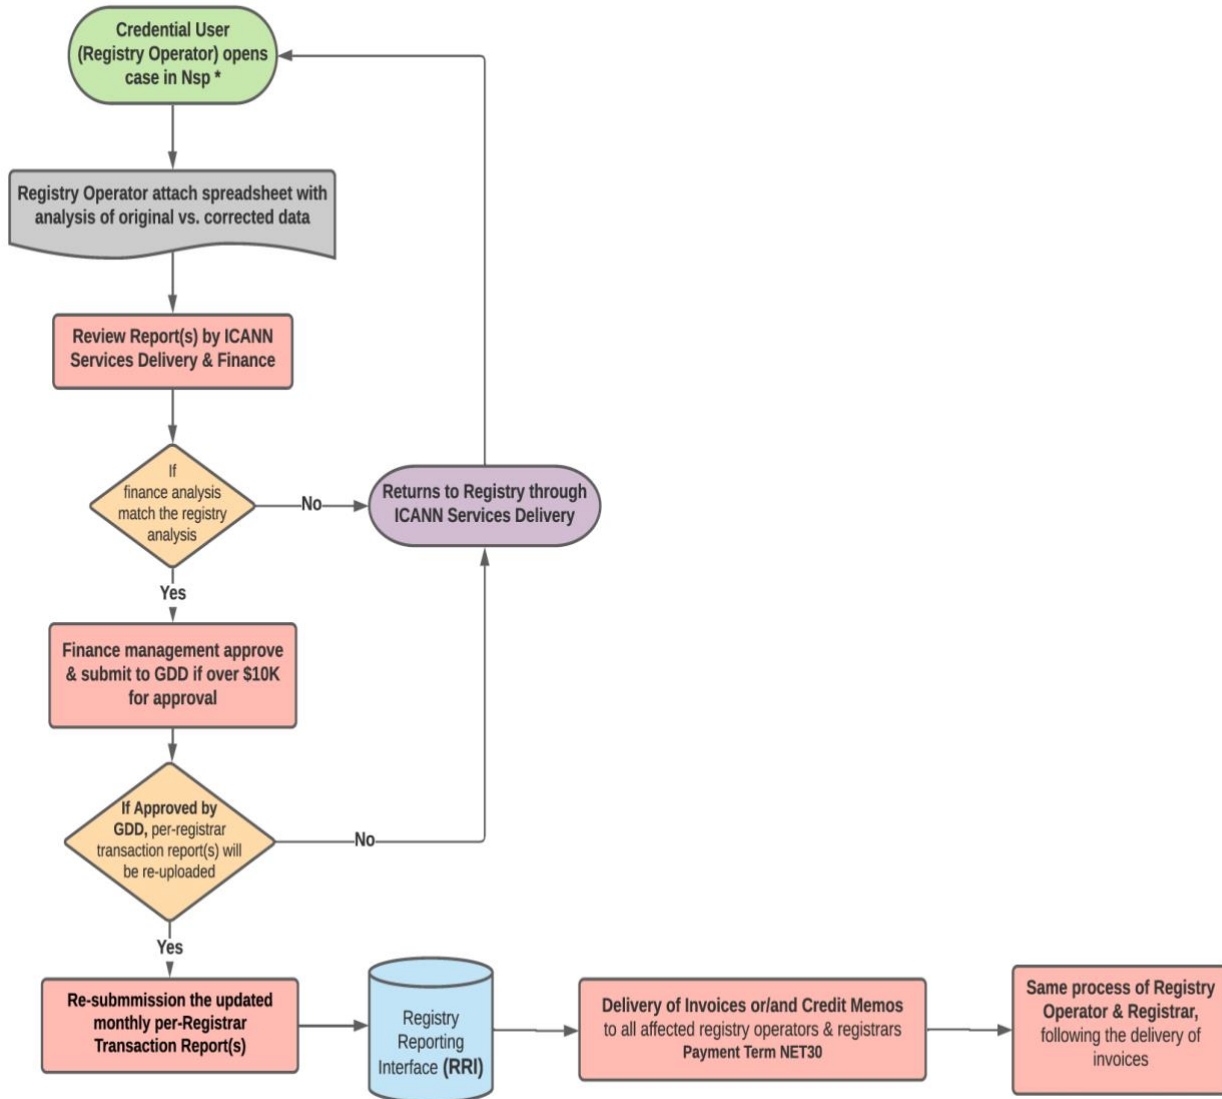 Credential User
(Registry Operator) opens
case in Nsp *
Registry Operator attach spreadsheet with
analysis of original vs. corrected data
Review Report(s) by ICANN
Services Delivery & Finance
If
finance analysis
match the registry
analysis
No
Returns to Registry through
ICANN Services Delivery
Yes
Finance management approve
& submit to GDD if over $10K
for approval
If Approved by
GDD, per-registrar
transaction report(s) will
be re-uploaded
No
Yes
Re-submmission the updated
monthly per-Registrar
Transaction Report(s)
Registry
Reporting
Interface (RRI)
Delivery of Invoices or/and Credit Memos
to all affected registry operators & registrars
Payment Term NET30
Same process of Registry
Operator & Registrar,
following the delivery of
invoices